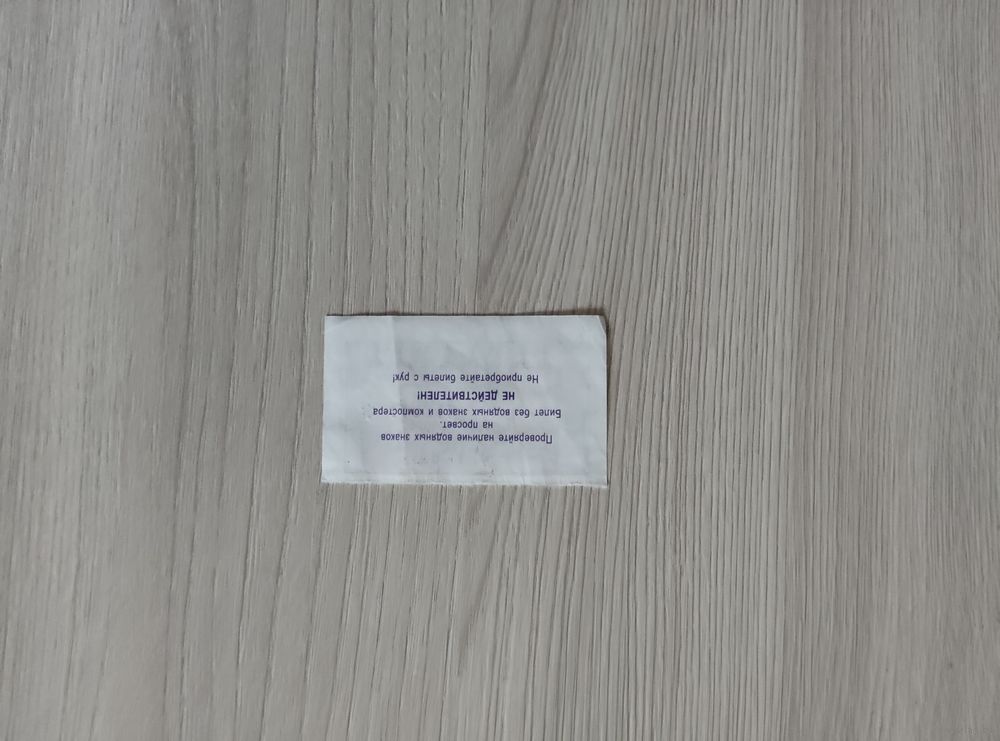 Проверяйте наличие водяных знаков
на просвет.
Билет без водяных знаков и компостера
НЕ ДЕЙСТВИТЕЛЕН!
Не приобретайте билеты с рук!